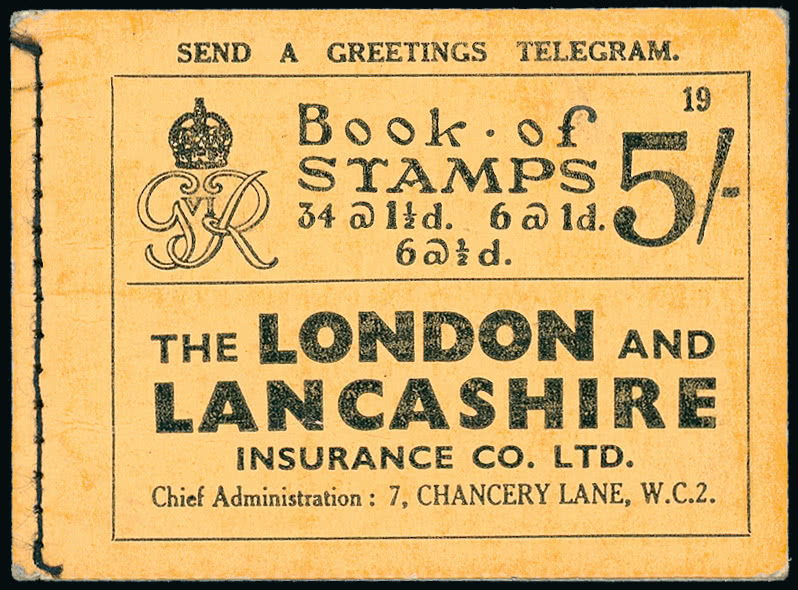 SEND A GREETINGS TELEGRAM.
19
Book · of
STAMPS
5/-
34 @ 1½d. 6 @ 1d.
6 @ ½d.
G VI R
THE LONDON AND
LANCASHIRE
INSURANCE CO. LTD.
Chief Administration : 7, CHANCERY LANE, W.C.2.